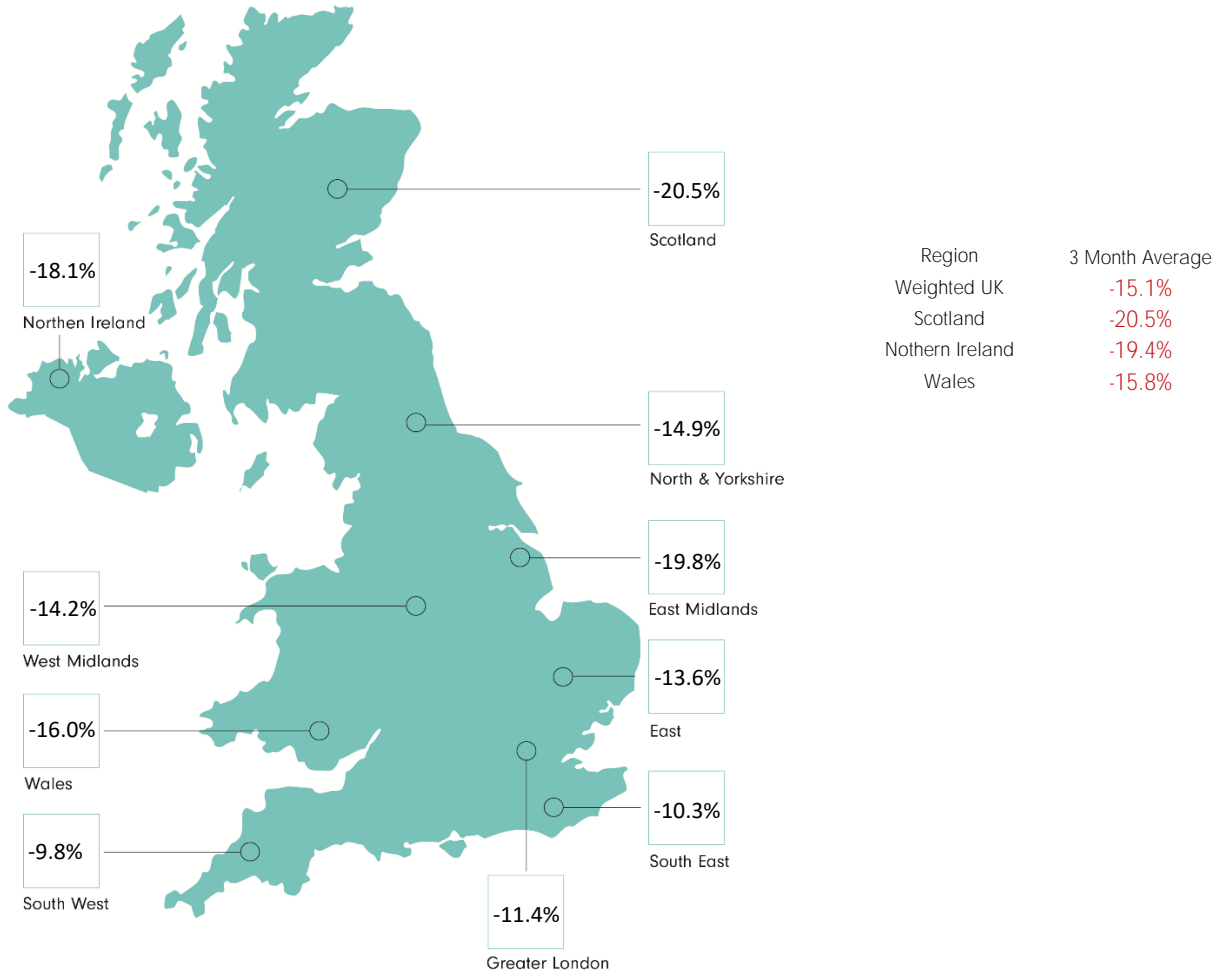 -20.5%
Scotland
-18.1%
Northen Ireland
-14.9%
North & Yorkshire
-19.8%
East Midlands
-14.2%
West Midlands
-13.6%
East
-16.0%
Wales
-10.3%
South East
-9.8%
South West
-11.4%
Greater London
Region 3 Month Average
Weighted UK -15.1%
Scotland -20.5%
Nothern Ireland -19.4%
Wales -15.8%